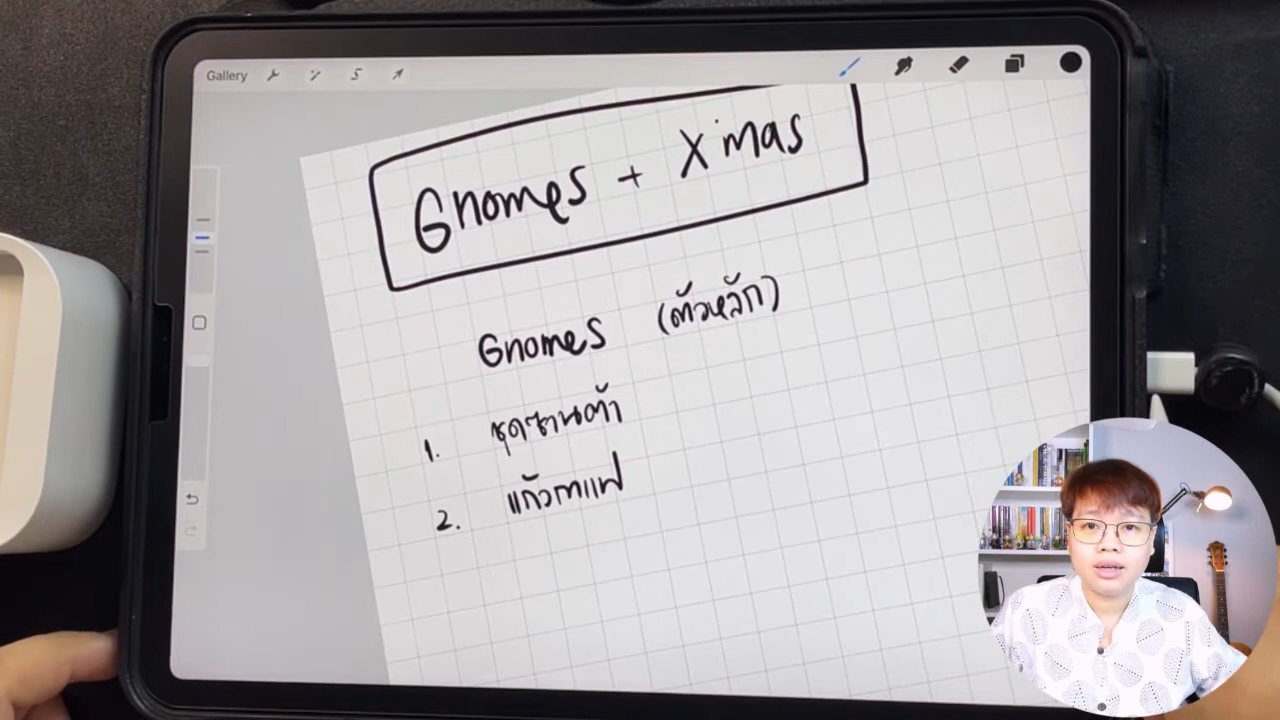 Gallery
Gnomes + X'mas
Gnomes (ตัวหลัก)
1. ชุดซานต้า
2. แก้วกาแฟ